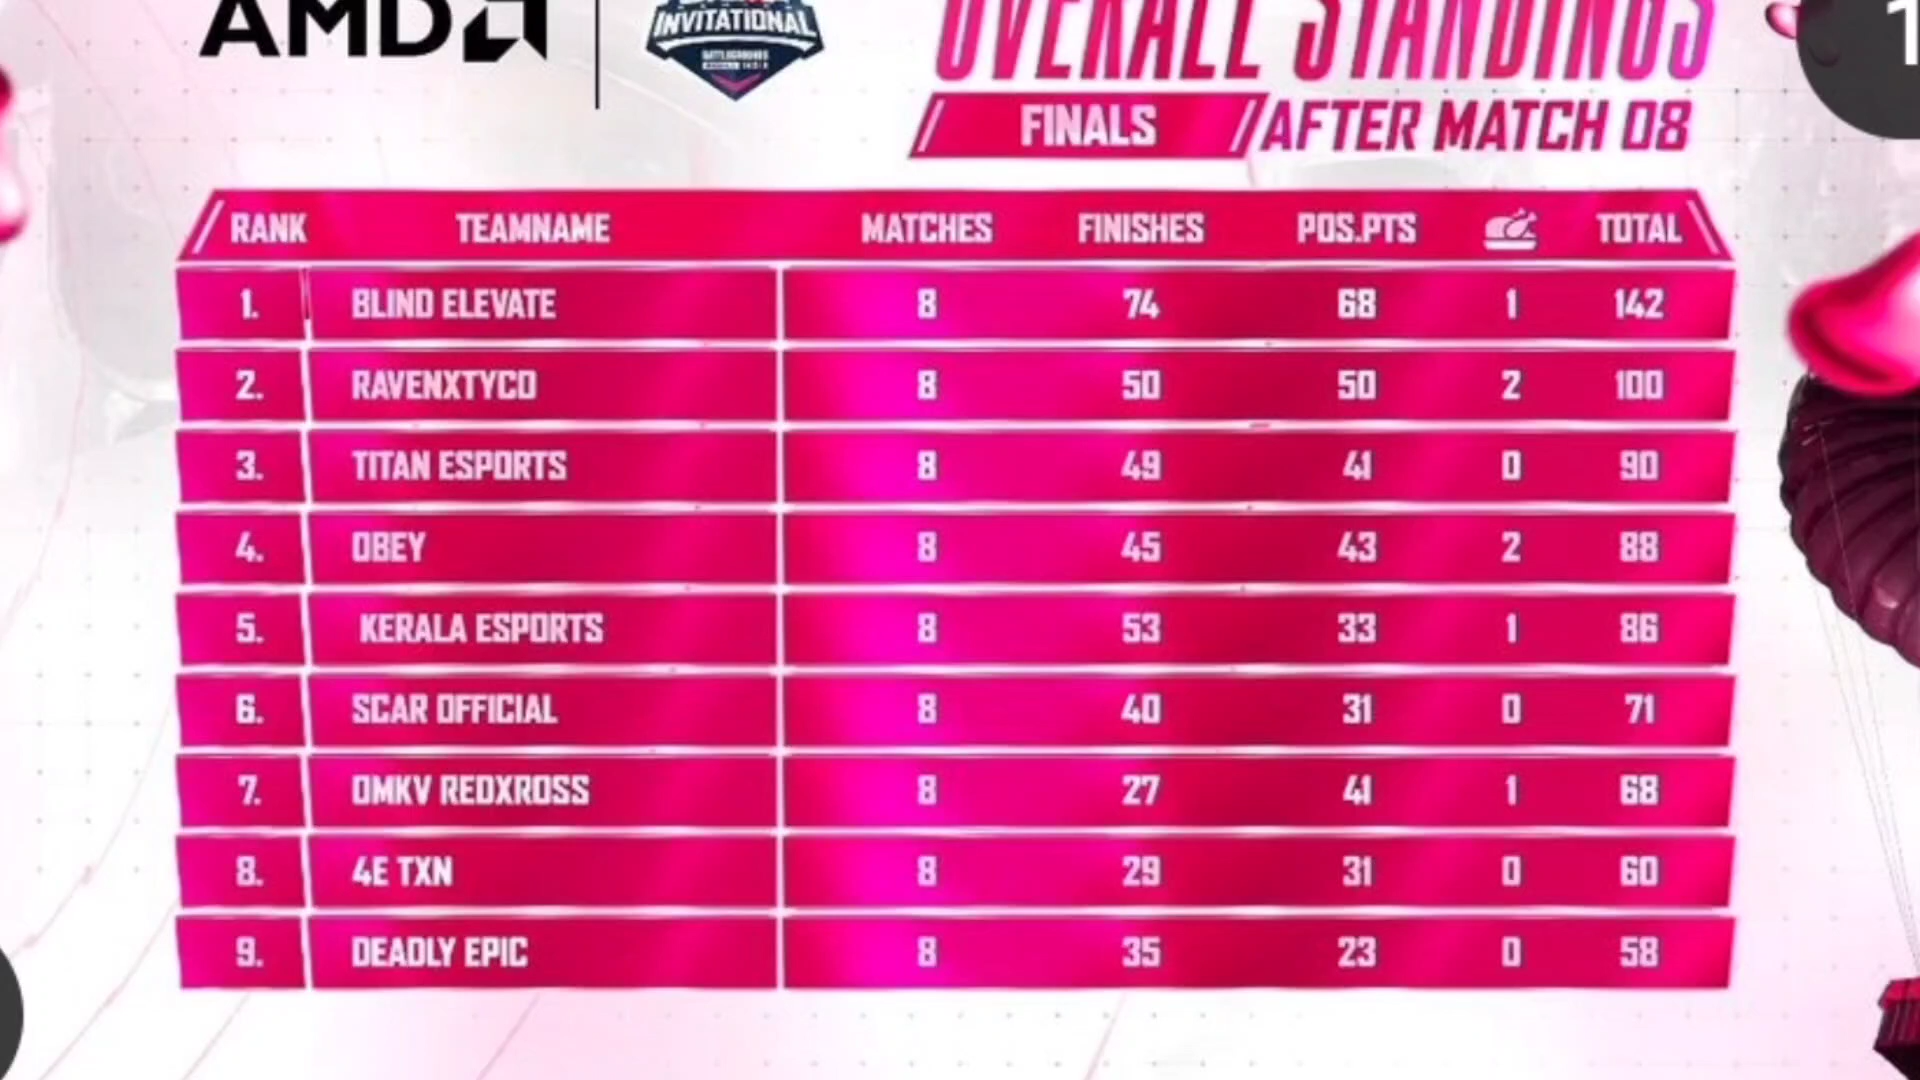 AMD
INVITATIONAL
BATTLEGROUNDS
OVERALL STANDINGS
FINALS
AFTER MATCH 08
RANK TEAMNAME MATCHES FINISHES POS.PTS TOTAL
1. BLIND ELEVATE 8 74 68 1 142
2. RAVENXTYCO 8 50 50 2 100
3. TITAN ESPORTS 8 49 41 0 90
4. OBEY 8 45 43 2 88
5. KERALA ESPORTS 8 53 33 1 86
6. SCAR OFFICIAL 8 40 31 0 71
7. OMKV REDXROSS 8 27 41 1 68
8. 4E TXN 8 29 31 0 60
9. DEADLY EPIC 8 35 23 0 58